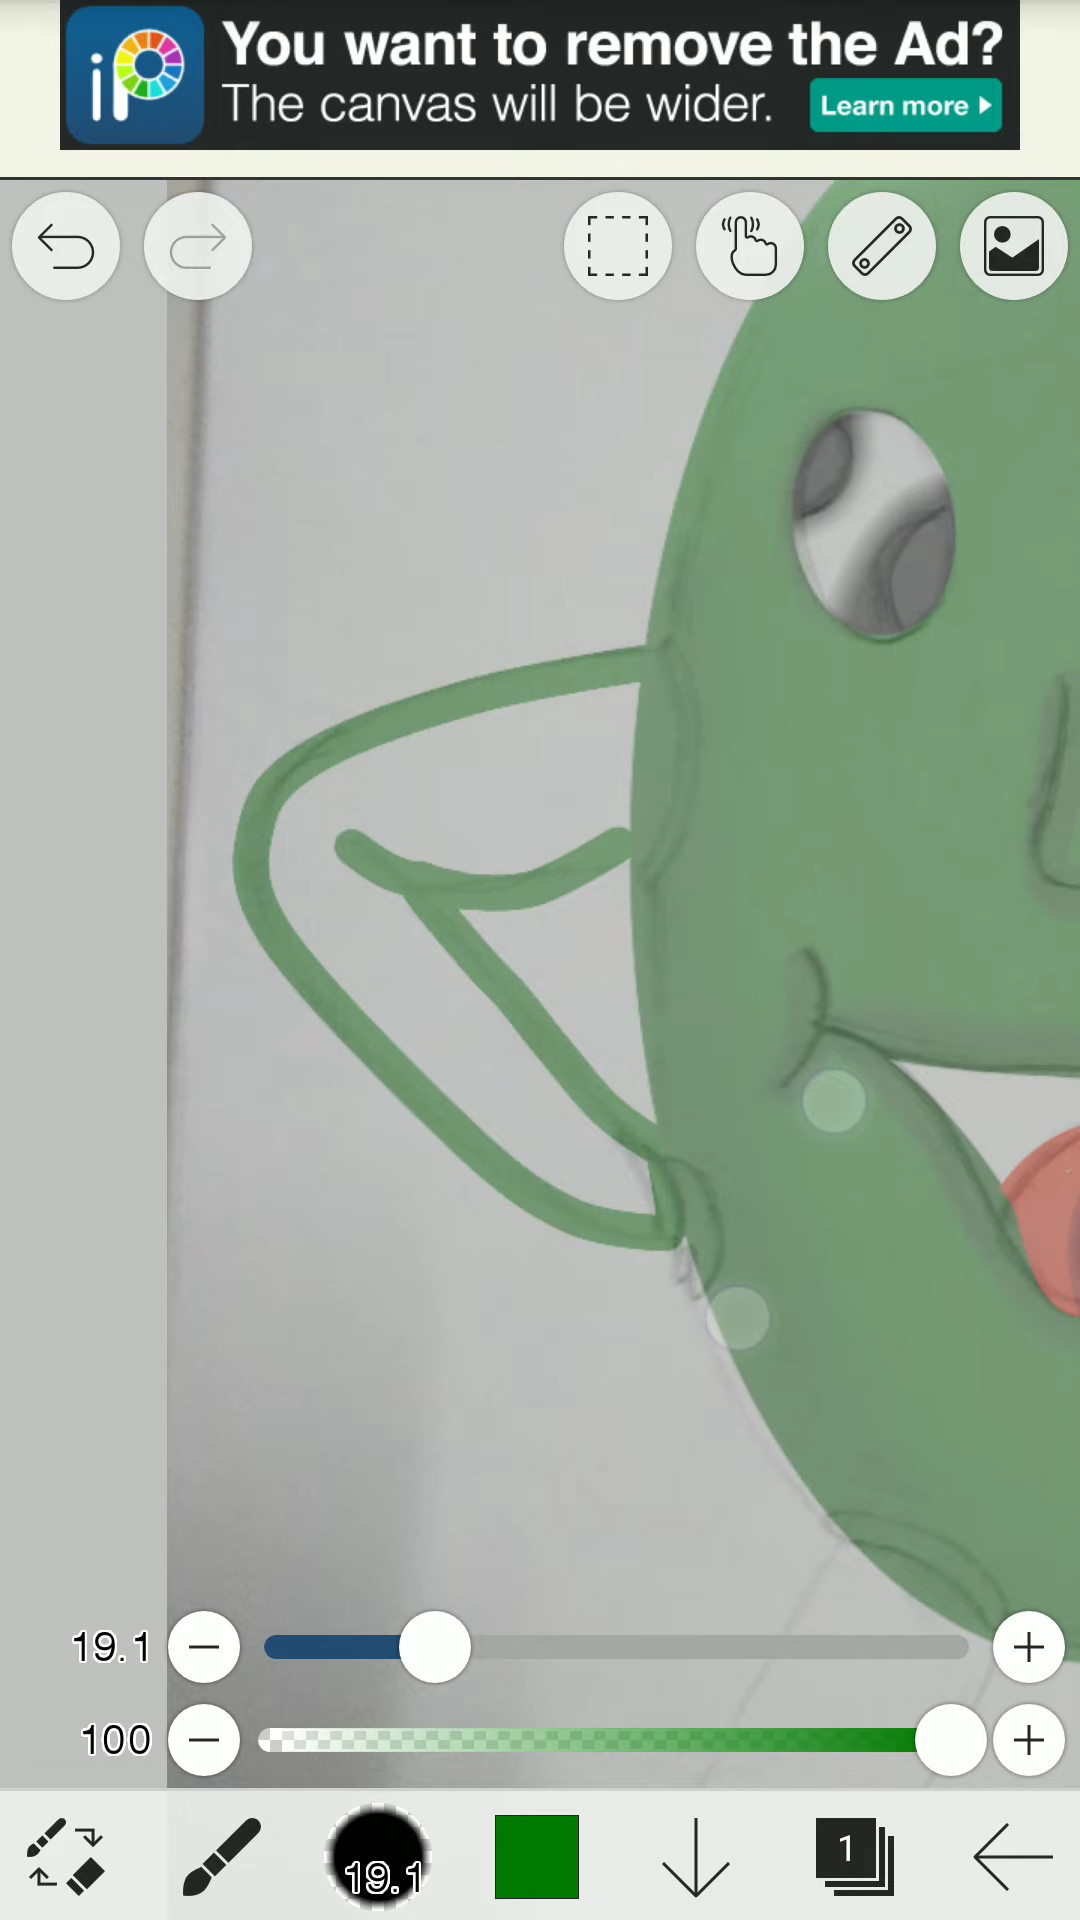 iP
You want to remove the Ad?
The canvas will be wider.
Learn more
19.1
100
19.1
1